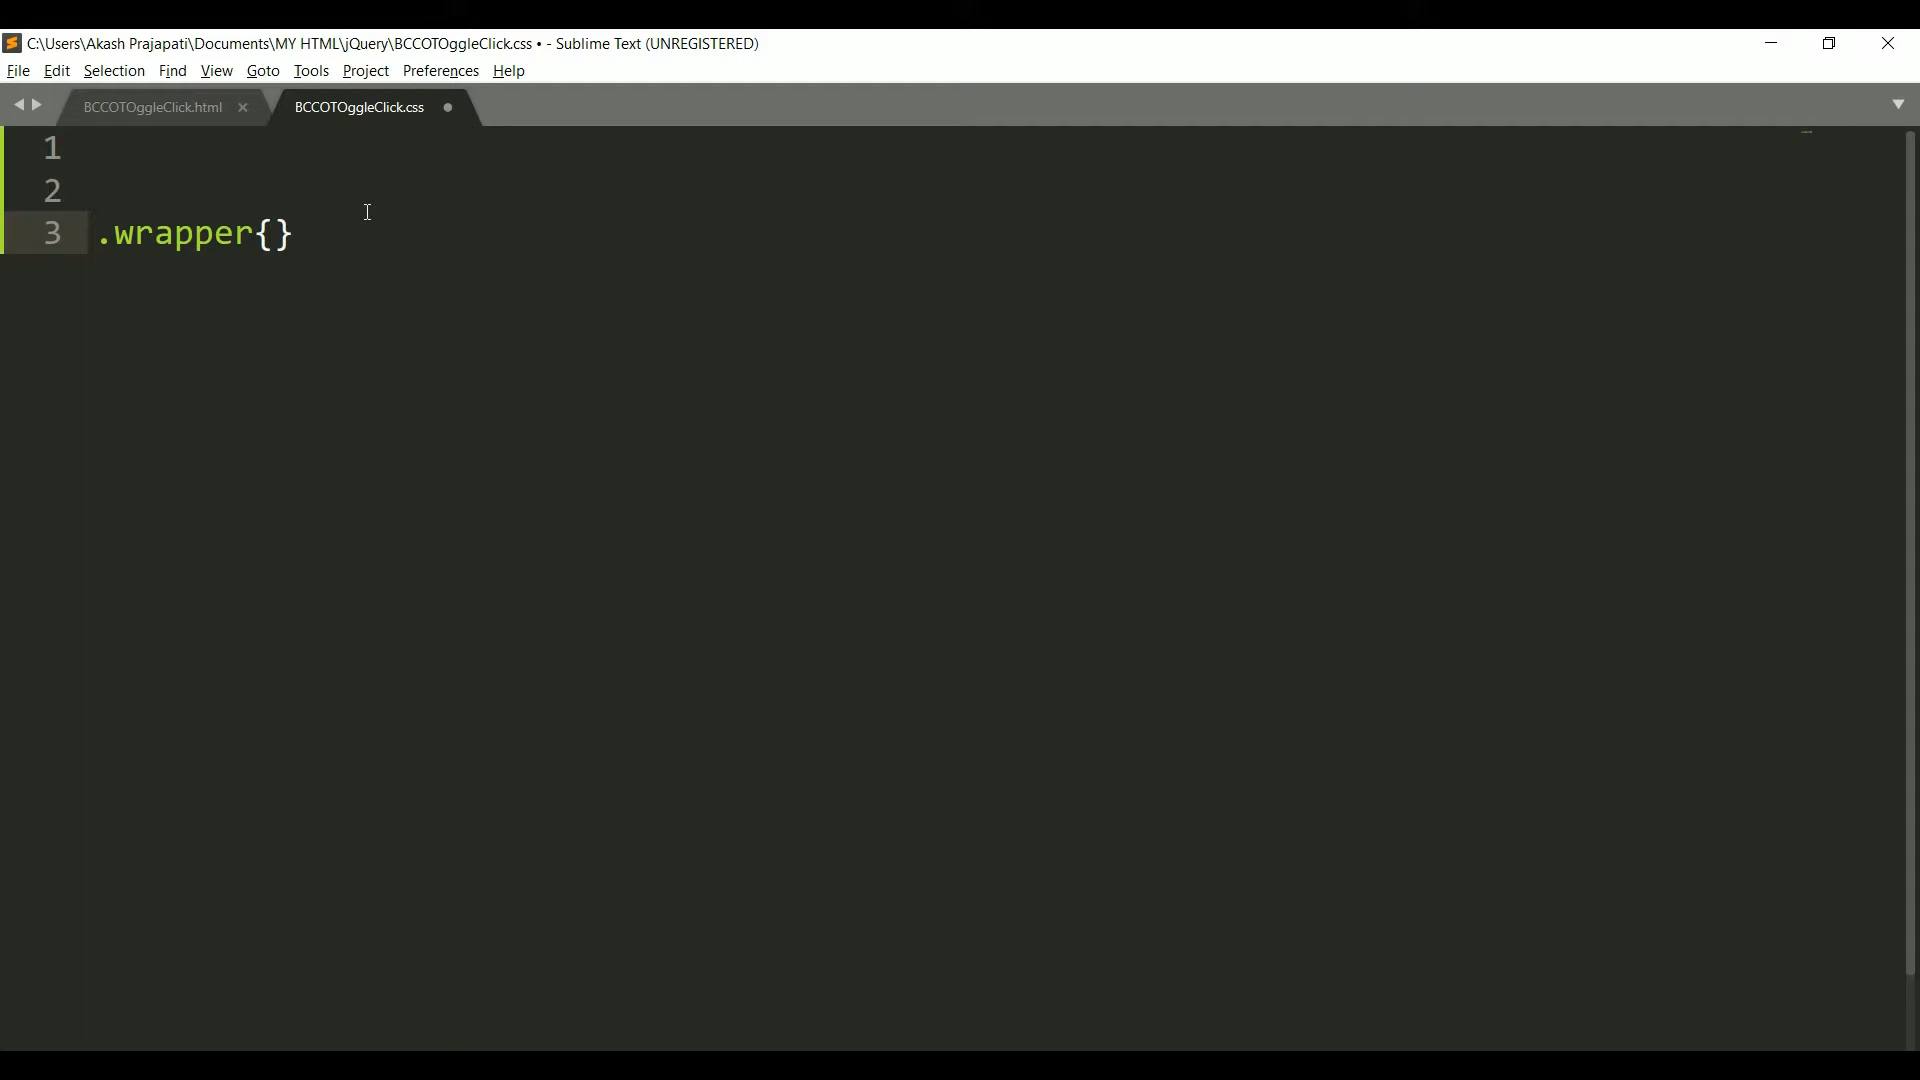 C:\Users\Akash Prajapati\Documents\MY HTML\jQuery\BCCOTOggleClick.css • - Sublime Text (UNREGISTERED)
File Edit Selection Find View Goto Tools Project Preferences Help
BCCOTOggleClick.html BCCOTOggleClick.css
1
2
3 .wrapper{}